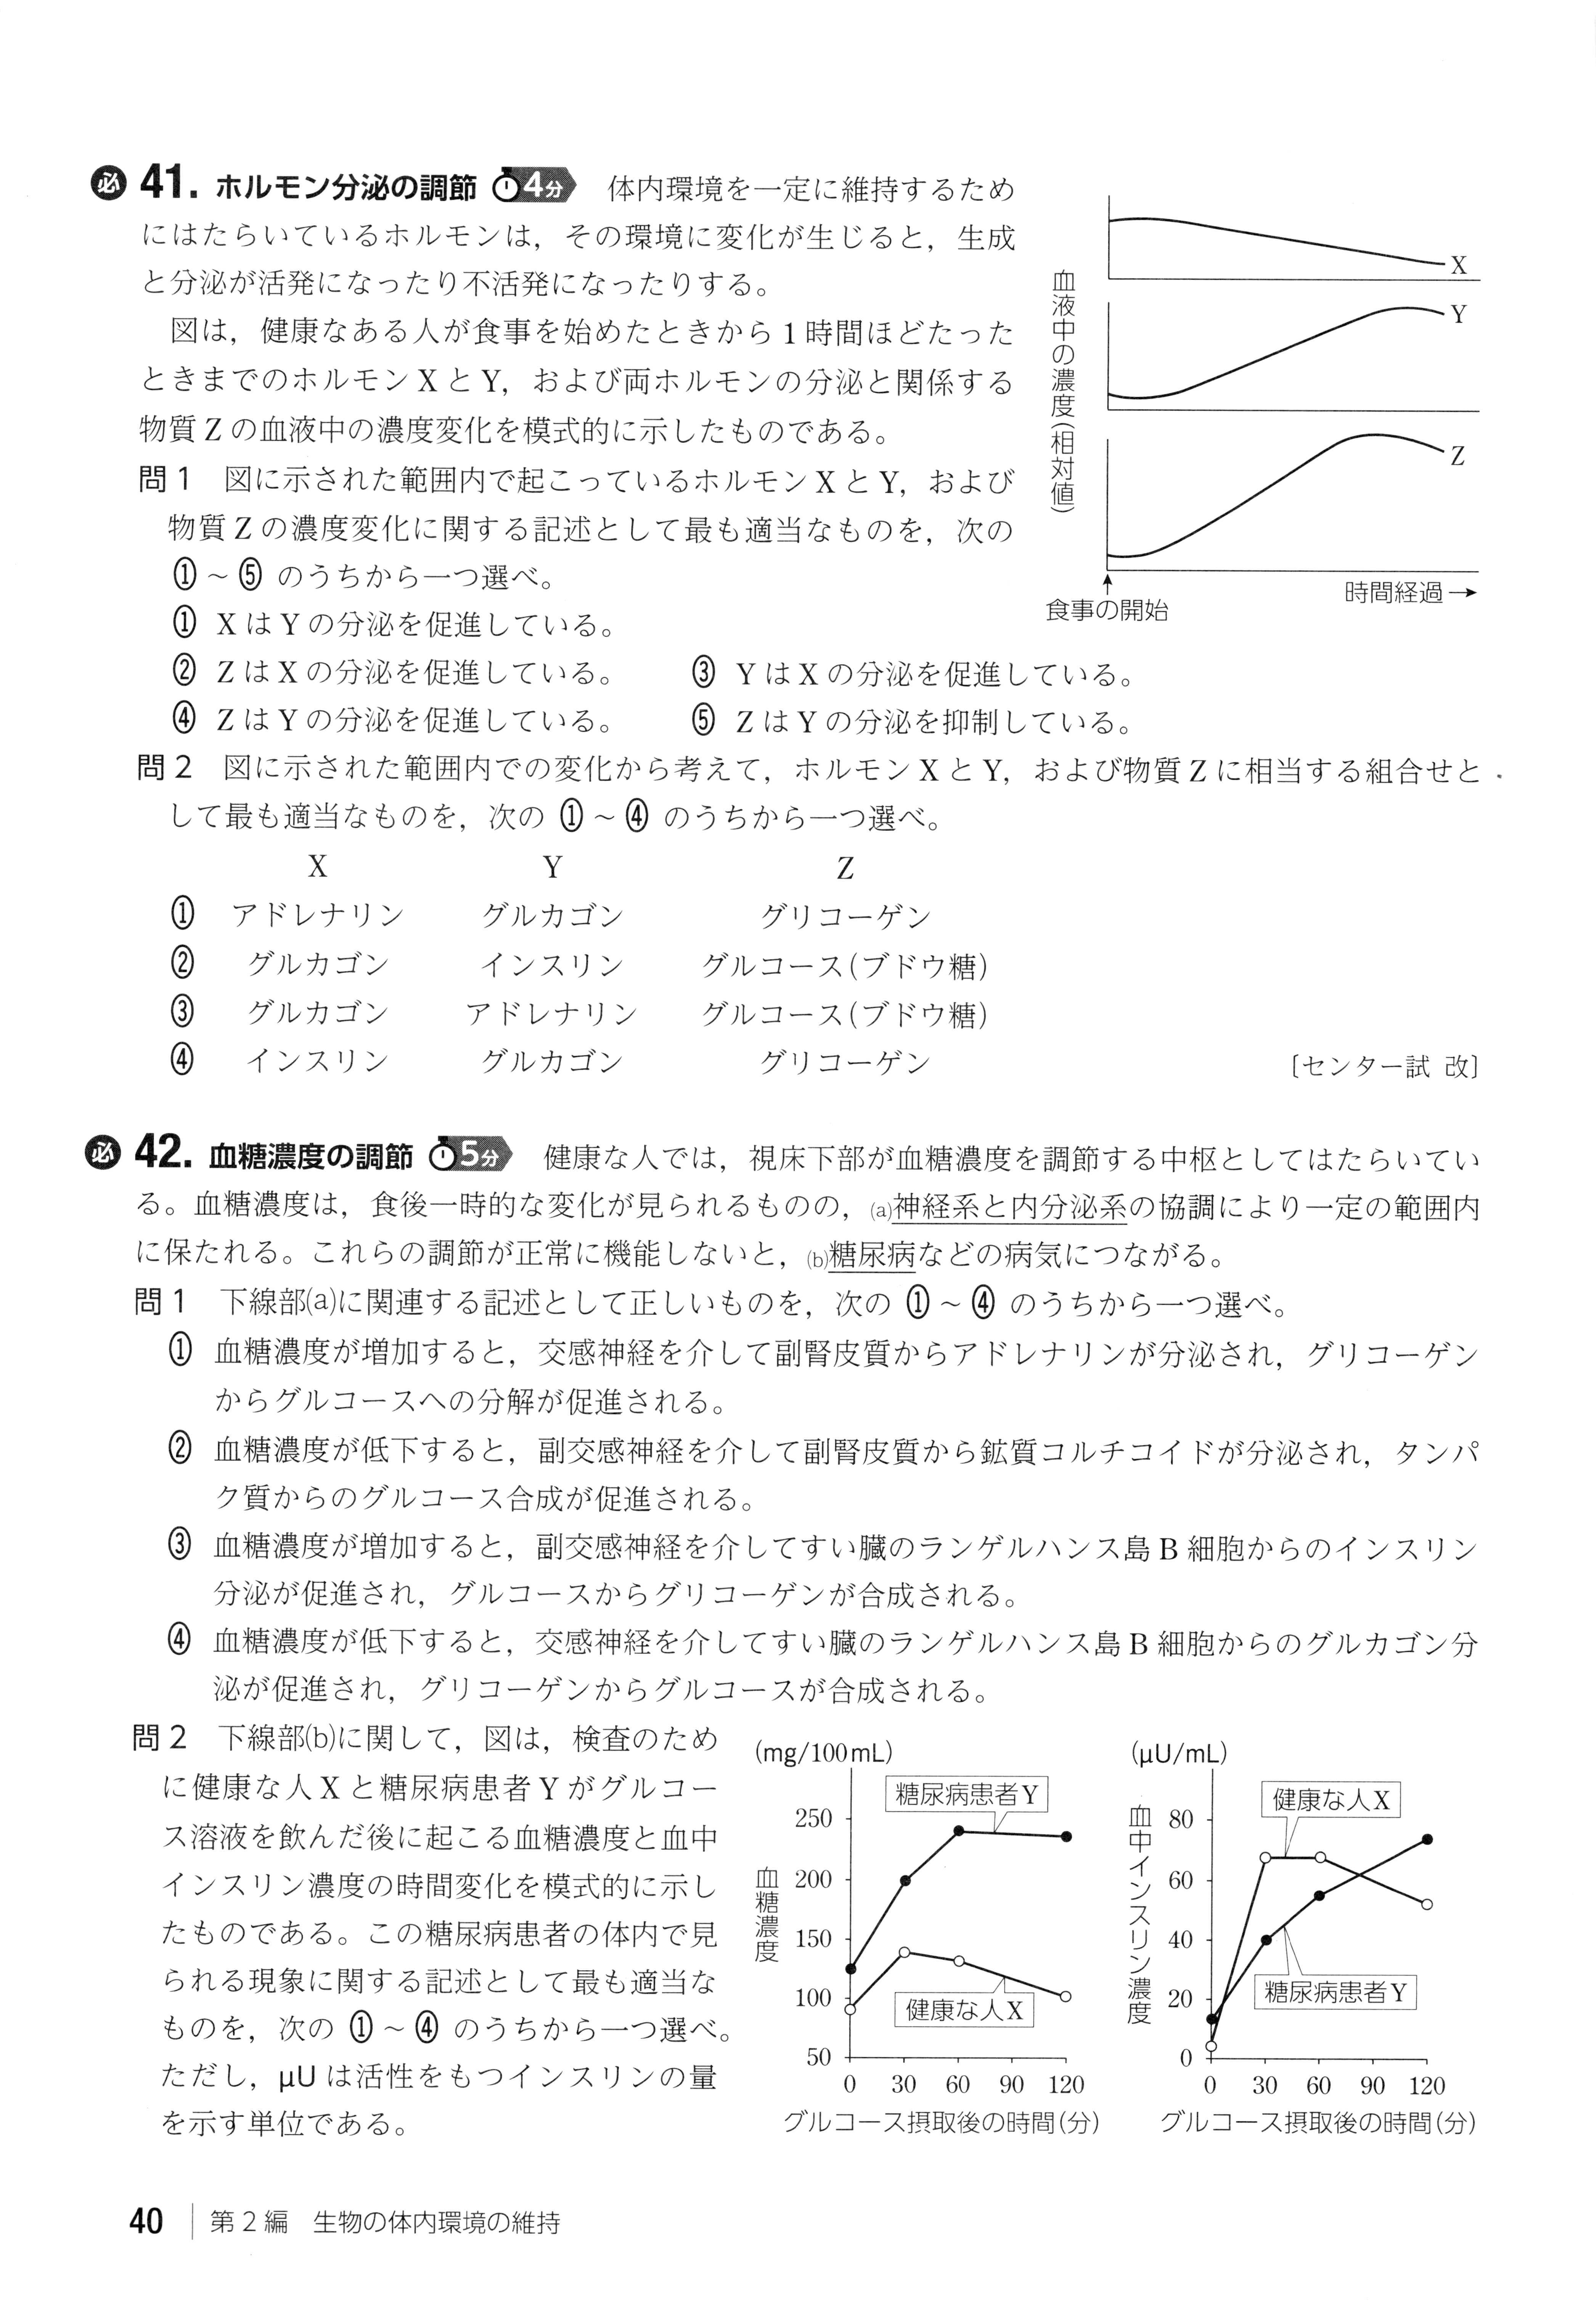 必 41. ホルモン分泌の調節 4分 体内環境を一定に維持するため
にはたらいているホルモンは，その環境に変化が生じると，生成
と分泌が活発になったり不活発になったりする。
図は，健康なある人が食事を始めたときから1時間ほどたった
ときまでのホルモンXとY，および両ホルモンの分泌と関係する
物質Zの血液中の濃度変化を模式的に示したものである。
問1 図に示された範囲内で起こっているホルモンXとY，および
物質Zの濃度変化に関する記述として最も適当なものを，次の
①～⑤のうちから一つ選べ。
① XはYの分泌を促進している。
② ZはXの分泌を促進している。 ③ YはXの分泌を促進している。
④ ZはYの分泌を促進している。 ⑤ ZはYの分泌を抑制している。
血液中の濃度(相対値)
X
Y
Z
食事の開始
時間経過→
問2 図に示された範囲内での変化から考えて，ホルモンXとY，および物質Zに相当する組合せと
して最も適当なものを，次の①～④のうちから一つ選べ。
X Y Z
① アドレナリン グルカゴン グリコーゲン
② グルカゴン インスリン グルコース(ブドウ糖)
③ グルカゴン アドレナリン グルコース(ブドウ糖)
④ インスリン グルカゴン グリコーゲン 〔センター試 改〕
必 42. 血糖濃度の調節 5分 健康な人では，視床下部が血糖濃度を調節する中枢としてはたらいてい
る。血糖濃度は，食後一時的な変化が見られるものの，(a)神経系と内分泌系の協調により一定の範囲内
に保たれる。これらの調節が正常に機能しないと，(b)糖尿病などの病気につながる。
問1 下線部(a)に関連する記述として正しいものを，次の①～④のうちから一つ選べ。
① 血糖濃度が増加すると，交感神経を介して副腎皮質からアドレナリンが分泌され，グリコーゲン
からグルコースへの分解が促進される。
② 血糖濃度が低下すると，副交感神経を介して副腎皮質から鉱質コルチコイドが分泌され，タンパ
ク質からのグルコース合成が促進される。
③ 血糖濃度が増加すると，副交感神経を介してすい臓のランゲルハンス島B細胞からのインスリン
分泌が促進され，グルコースからグリコーゲンが合成される。
④ 血糖濃度が低下すると，交感神経を介してすい臓のランゲルハンス島B細胞からのグルカゴン分
泌が促進され，グリコーゲンからグルコースが合成される。
問2 下線部(b)に関して，図は，検査のため
に健康な人Xと糖尿病患者Yがグルコー
ス溶液を飲んだ後に起こる血糖濃度と血中
インスリン濃度の時間変化を模式的に示し
たものである。この糖尿病患者の体内で見
られる現象に関する記述として最も適当な
ものを，次の①～④のうちから一つ選べ。
ただし，μUは活性をもつインスリンの量
を示す単位である。
(mg/100mL)
血糖濃度
250
200
150
100
50
糖尿病患者Y
健康な人X
0 30 60 90 120
グルコース摂取後の時間(分)
(μU/mL)
血中インスリン濃度
80
60
40
20
0
健康な人X
糖尿病患者Y
0 30 60 90 120
グルコース摂取後の時間(分)
40 第2編 生物の体内環境の維持